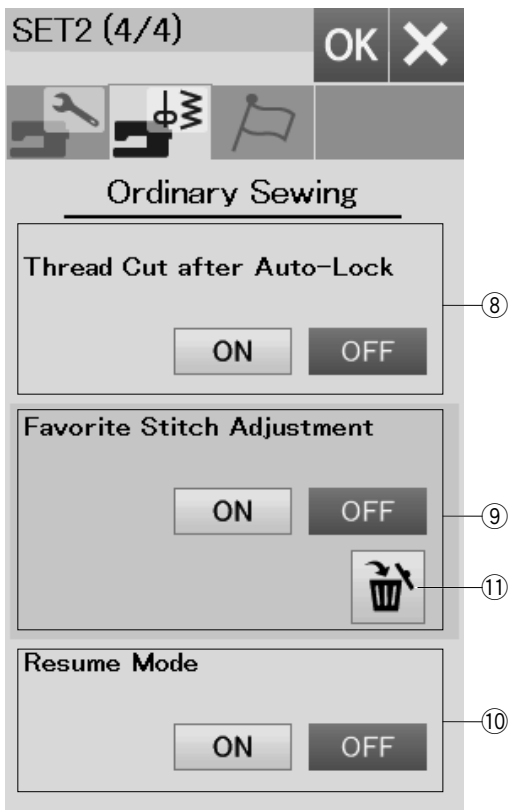 SET2 (4/4)
OK
Ordinary Sewing
Thread Cut after Auto-Lock
ON OFF
⑧
Favorite Stitch Adjustment
ON OFF
⑨
⑪
Resume Mode
ON OFF
⑩